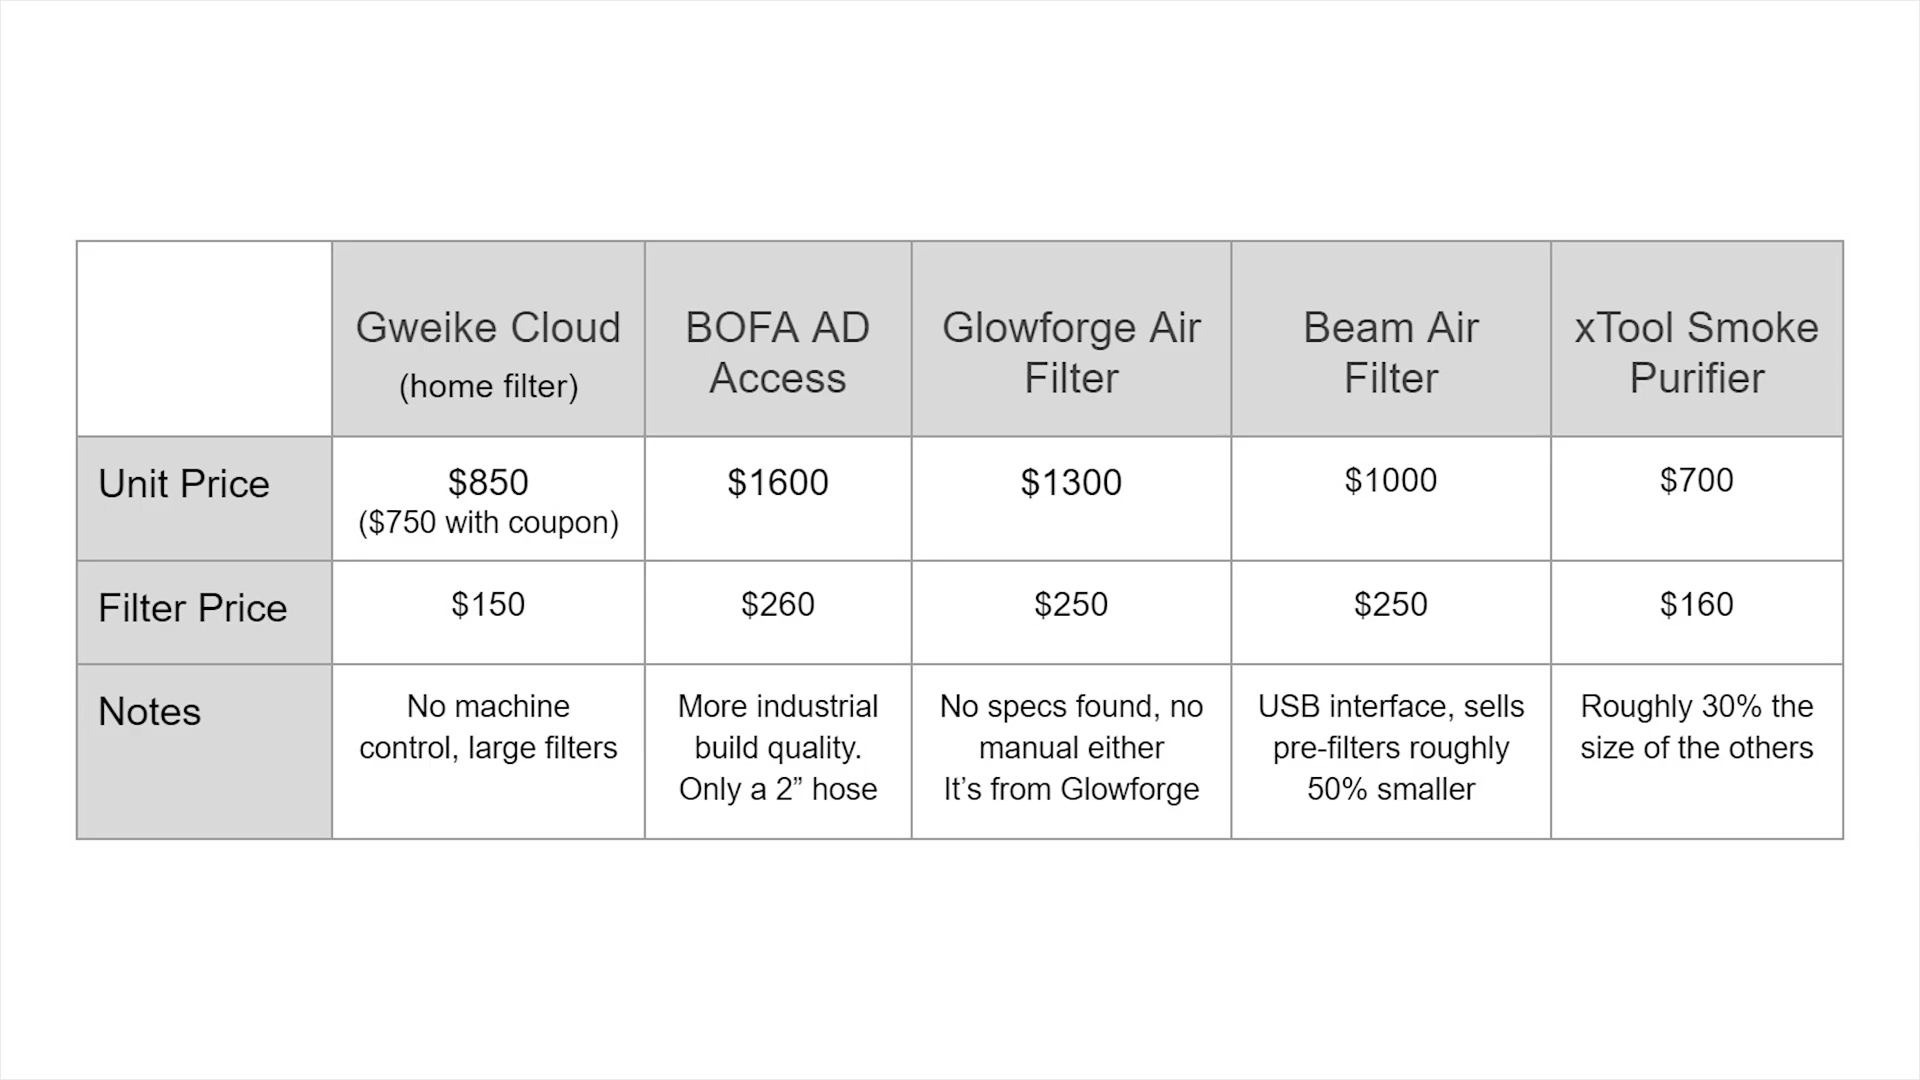 Gweike Cloud
(home filter)
BOFA AD
Access
Glowforge Air
Filter
Beam Air
Filter
xTool Smoke
Purifier
Unit Price
$850
($750 with coupon)
$1600
$1300
$1000
$700
Filter Price
$150
$260
$250
$250
$160
Notes
No machine
control, large filters
More industrial
build quality.
Only a 2” hose
No specs found, no
manual either
It’s from Glowforge
USB interface, sells
pre-filters roughly
50% smaller
Roughly 30% the
size of the others